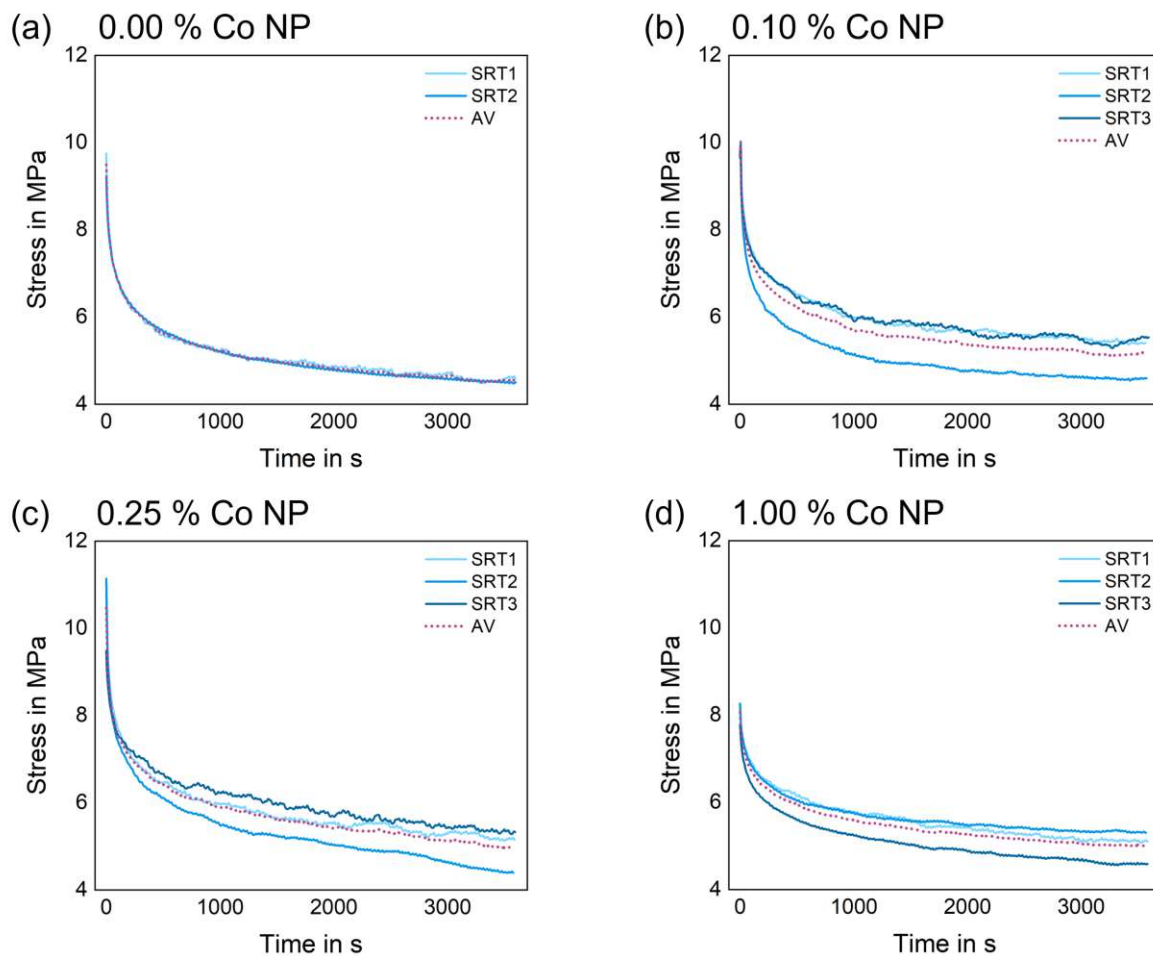 (a) 0.00 % Co NP
12
10
8
6
4
Stress in MPa
SRT1
SRT2
AV
0 1000 2000 3000
Time in s
(b) 0.10 % Co NP
12
10
8
6
4
Stress in MPa
SRT1
SRT2
SRT3
AV
0 1000 2000 3000
Time in s
(c) 0.25 % Co NP
12
10
8
6
4
Stress in MPa
SRT1
SRT2
SRT3
AV
0 1000 2000 3000
Time in s
(d) 1.00 % Co NP
12
10
8
6
4
Stress in MPa
SRT1
SRT2
SRT3
AV
0 1000 2000 3000
Time in s